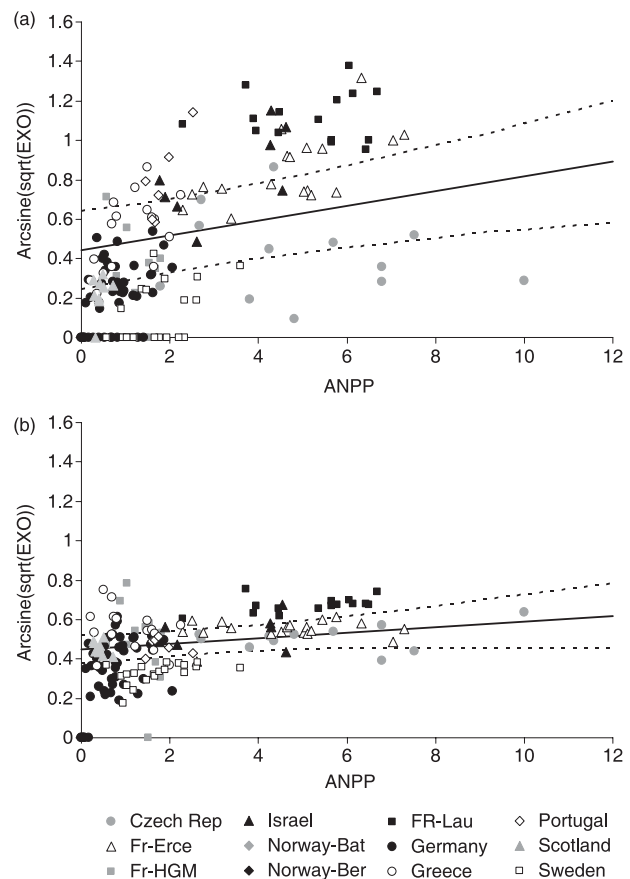 (a)
1.6
1.4
1.2
1
0.8
0.6
0.4
0.2
0
Arcsine(sqrt(EXO))
0 2 4 6 8 10 12
ANPP
(b)
1.6
1.4
1.2
1
0.8
0.6
0.4
0.2
0
Arcsine(sqrt(EXO))
0 2 4 6 8 10 12
ANPP
Czech Rep Israel FR-Lau Portugal
Fr-Erce Norway-Bat Germany Scotland
Fr-HGM Norway-Ber Greece Sweden